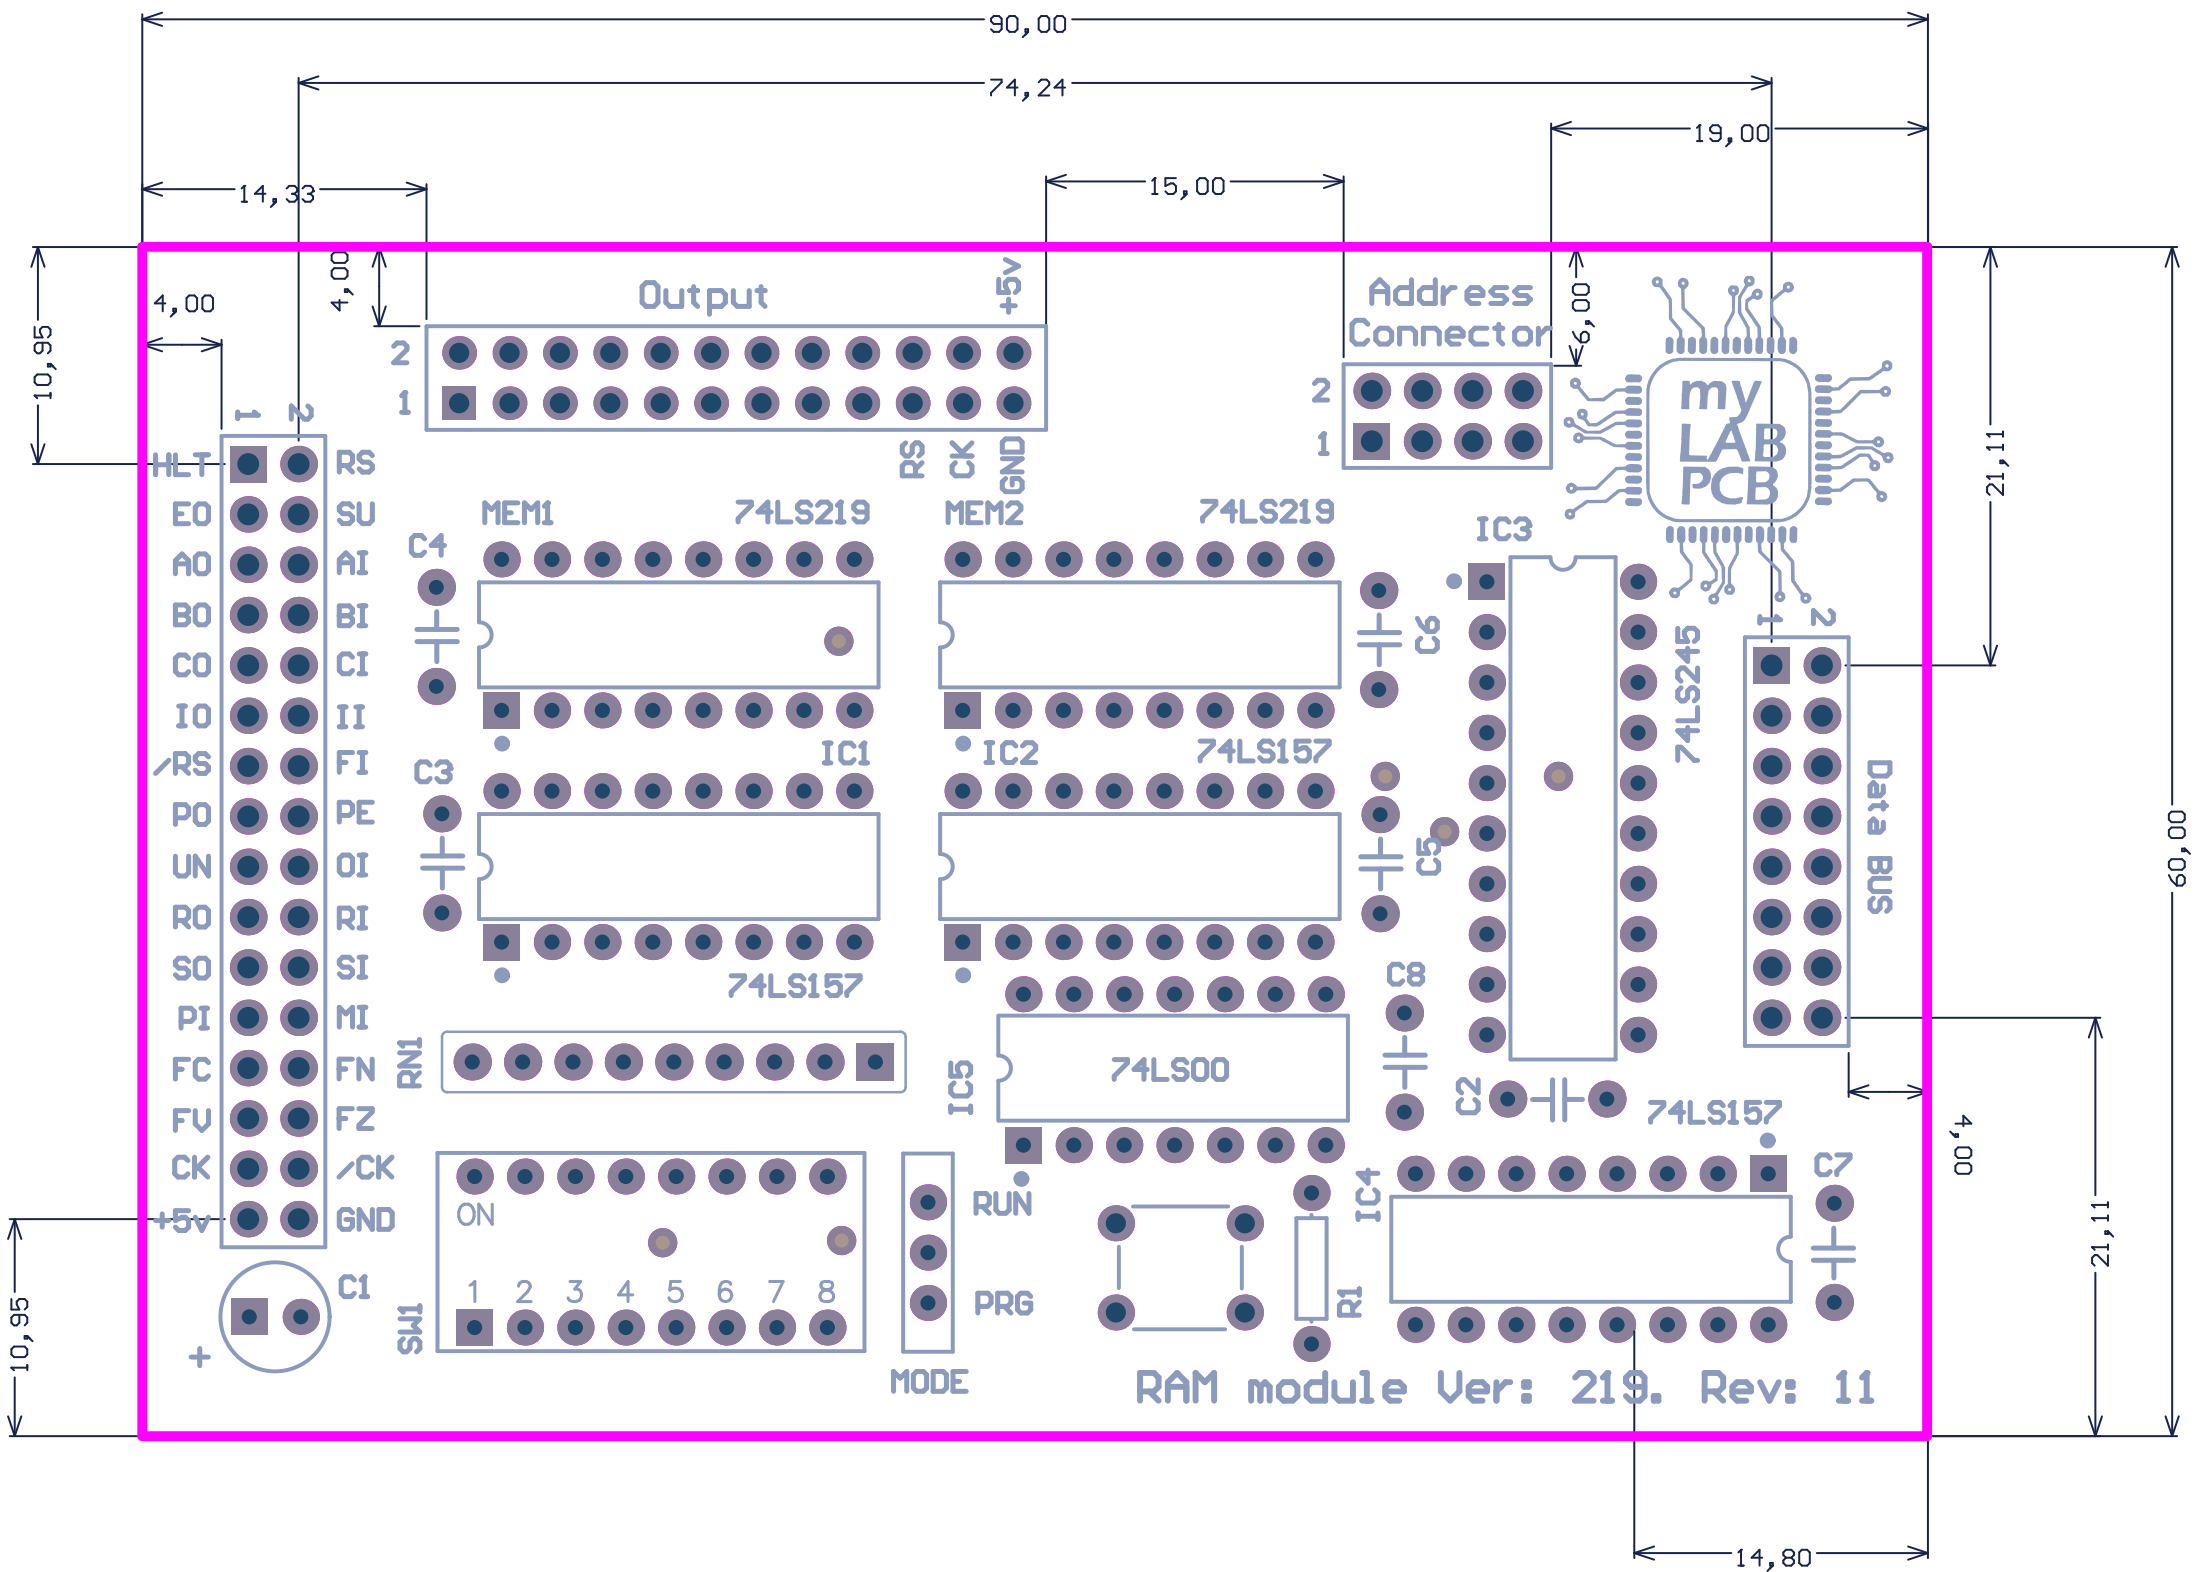 90,00
74,24
19,00
15,00
14,33
4,00
6,00
4,00
10,95
21,11
Output
+5v
Address
Connector
2
1
2
1
RS
CK
GND
my
LAB
PCB
1
2
HLT RS
EO SU
AO AI
BO BI
CO CI
IO II
/RS FI
PO PE
UN OI
RO RI
SO SI
PI MI
FC FN
FV FZ
CK /CK
+5v GND
MEM1
74LS219
MEM2
74LS219
IC3
C4
C6
74LS245
1
2
IC1
IC2
74LS157
C3
C5
Data BUS
60,00
74LS157
C8
RN1
IC5
74LS00
C2
74LS157
4,00
21,11
IC4
C7
ON
RUN
1 2 3 4 5 6 7 8
PRG
SW1
R1
C1
+
10,95
MODE
RAM module Ver: 219. Rev: 11
14,80